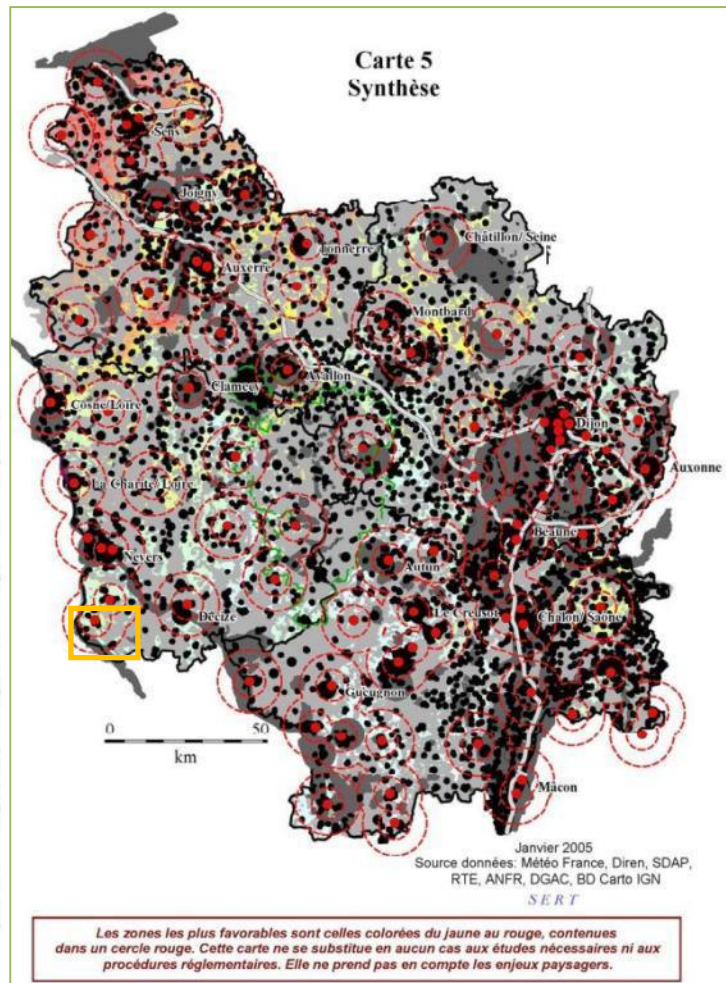 Carte 5
Synthèse
Sens
Joigny
Tonnerre
Châtillon/ Seine
Auxerre
Montbard
Avallon
Clamecy
Cosne/Loire
Dijon
Auxonne
La Charité/Loire
Beaune
Nevers
Autun
Le Creusot
Chalon/ Saône
Décize
Gueugnon
0 50
km
Mâcon
Janvier 2005
Source données: Météo France, Diren, SDAP,
RTE, ANFR, DGAC, BD Carto IGN
SERT
Les zones les plus favorables sont celles colorées du jaune au rouge, contenues
dans un cercle rouge. Cette carte ne se substitue en aucun cas aux études nécessaires ni aux
procédures réglementaires. Elle ne prend pas en compte les enjeux paysagers.